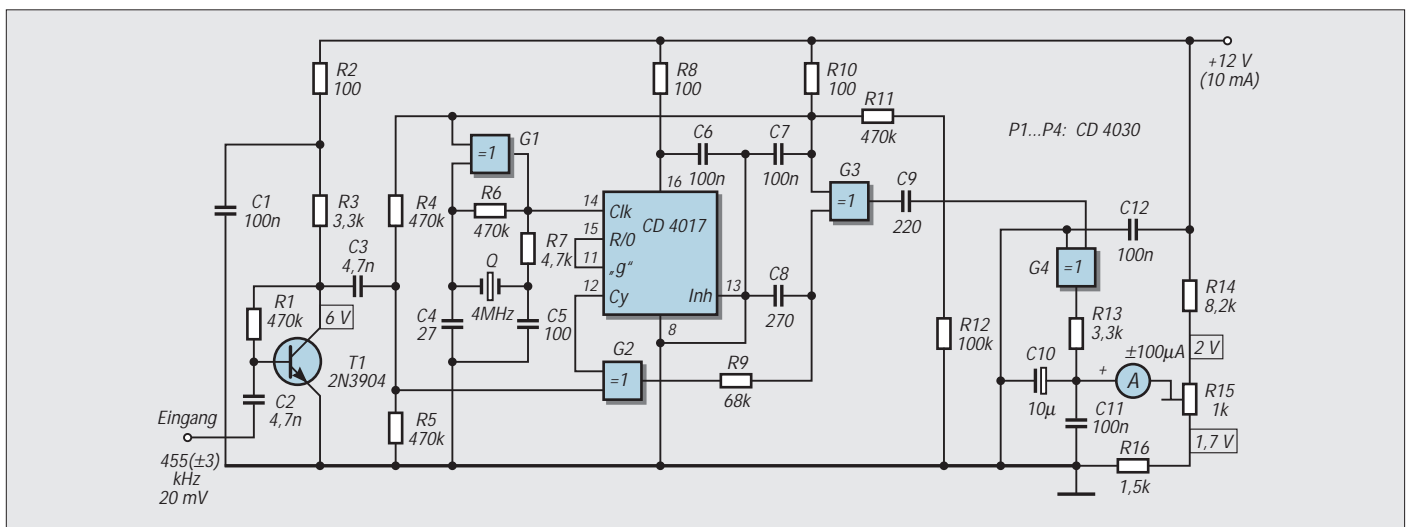 R2
100
R8
100
R10
100
+12 V
(10 mA)
R11
470k
P1...P4: CD 4030
G1
=1
C6
100n
C7
100n
G3
=1
C9
220
C1
100n
R3
3,3k
R4
470k
R6
470k
14
Clk
16
CD 4017
15
R/0
11
„g“
12
Cy
Inh
13
8
C12
100n
G4
=1
C3
4,7n
R7
4,7k
Q
4MHz
R14
8,2k
R1
470k
6 V
C4
27
C5
100
C8
270
R12
100k
R13
3,3k
2 V
T1
2N3904
G2
=1
R9
68k
C10
10µ
+
±100µA
A
R15
1k
C2
4,7n
Eingang
R5
470k
C11
100n
1,7 V
455(±3)
kHz
20 mV
R16
1,5k